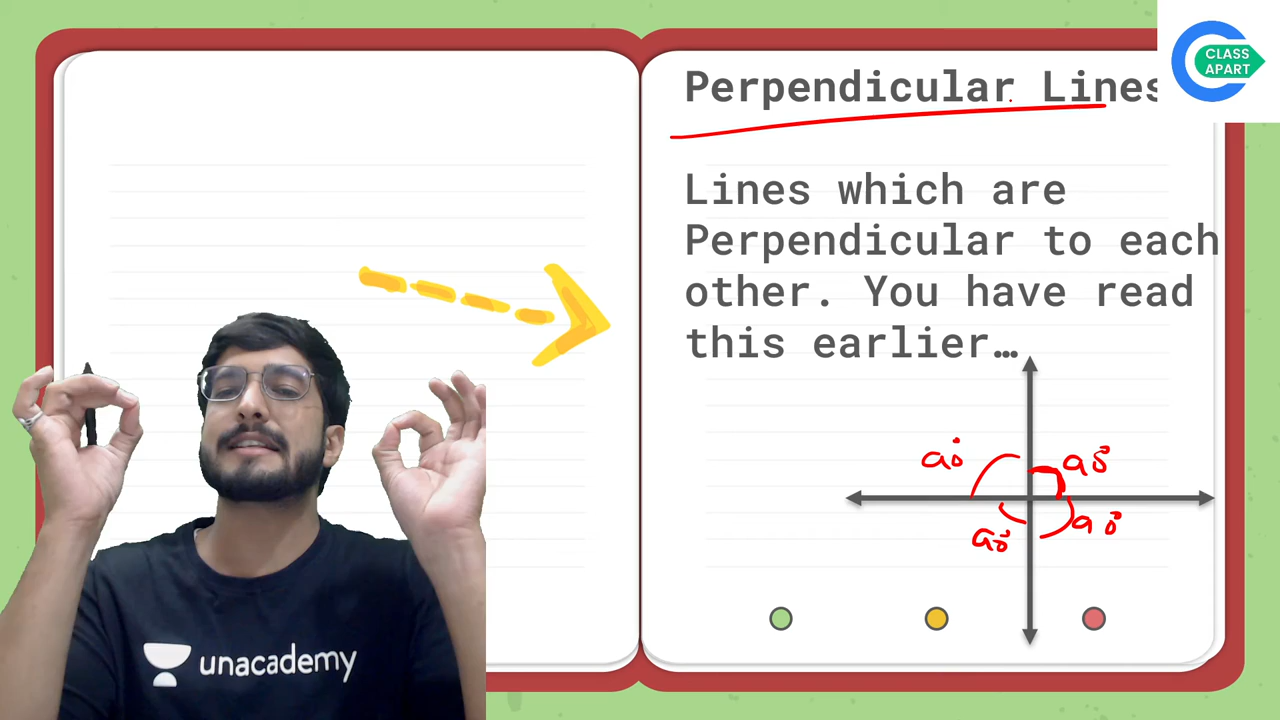 Perpendicular Lines
CLASS
APART
Lines which are
Perpendicular to each
other. You have read
this earlier…
90°
90°
90°
90°
unacademy